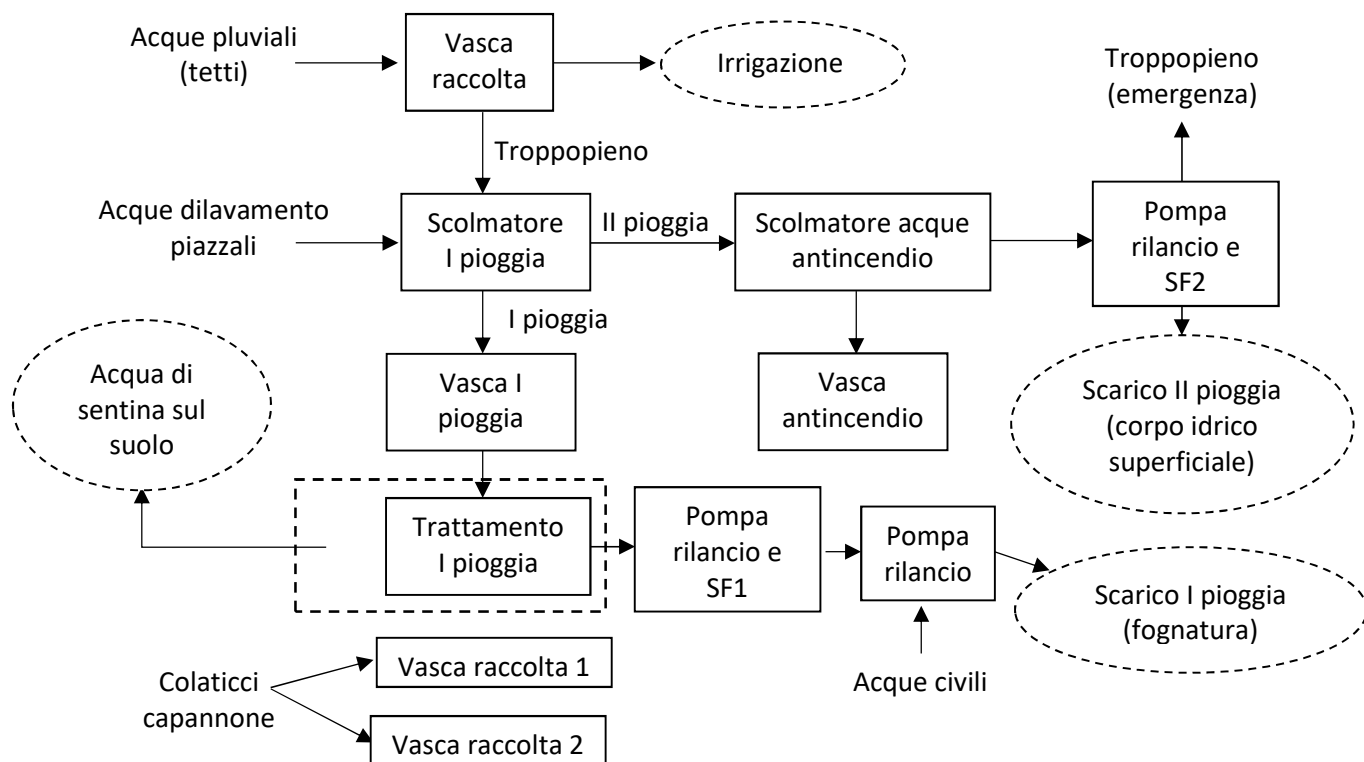 Acque pluviali
(tetti)
Vasca
raccolta
Irrigazione
Troppopieno
(emergenza)
Troppopieno
Acque dilavamento
piazzali
Scolmatore
I pioggia
II pioggia
Scolmatore acque
antincendio
Pompa
rilancio e
SF2
I pioggia
Acqua di
sentina sul
suolo
Vasca I
pioggia
Vasca
antincendio
Scarico II pioggia
(corpo idrico
superficiale)
Trattamento
I pioggia
Pompa
rilancio e
SF1
Pompa
rilancio
Scarico I pioggia
(fognatura)
Colaticci
capannone
Vasca raccolta 1
Acque civili
Vasca raccolta 2